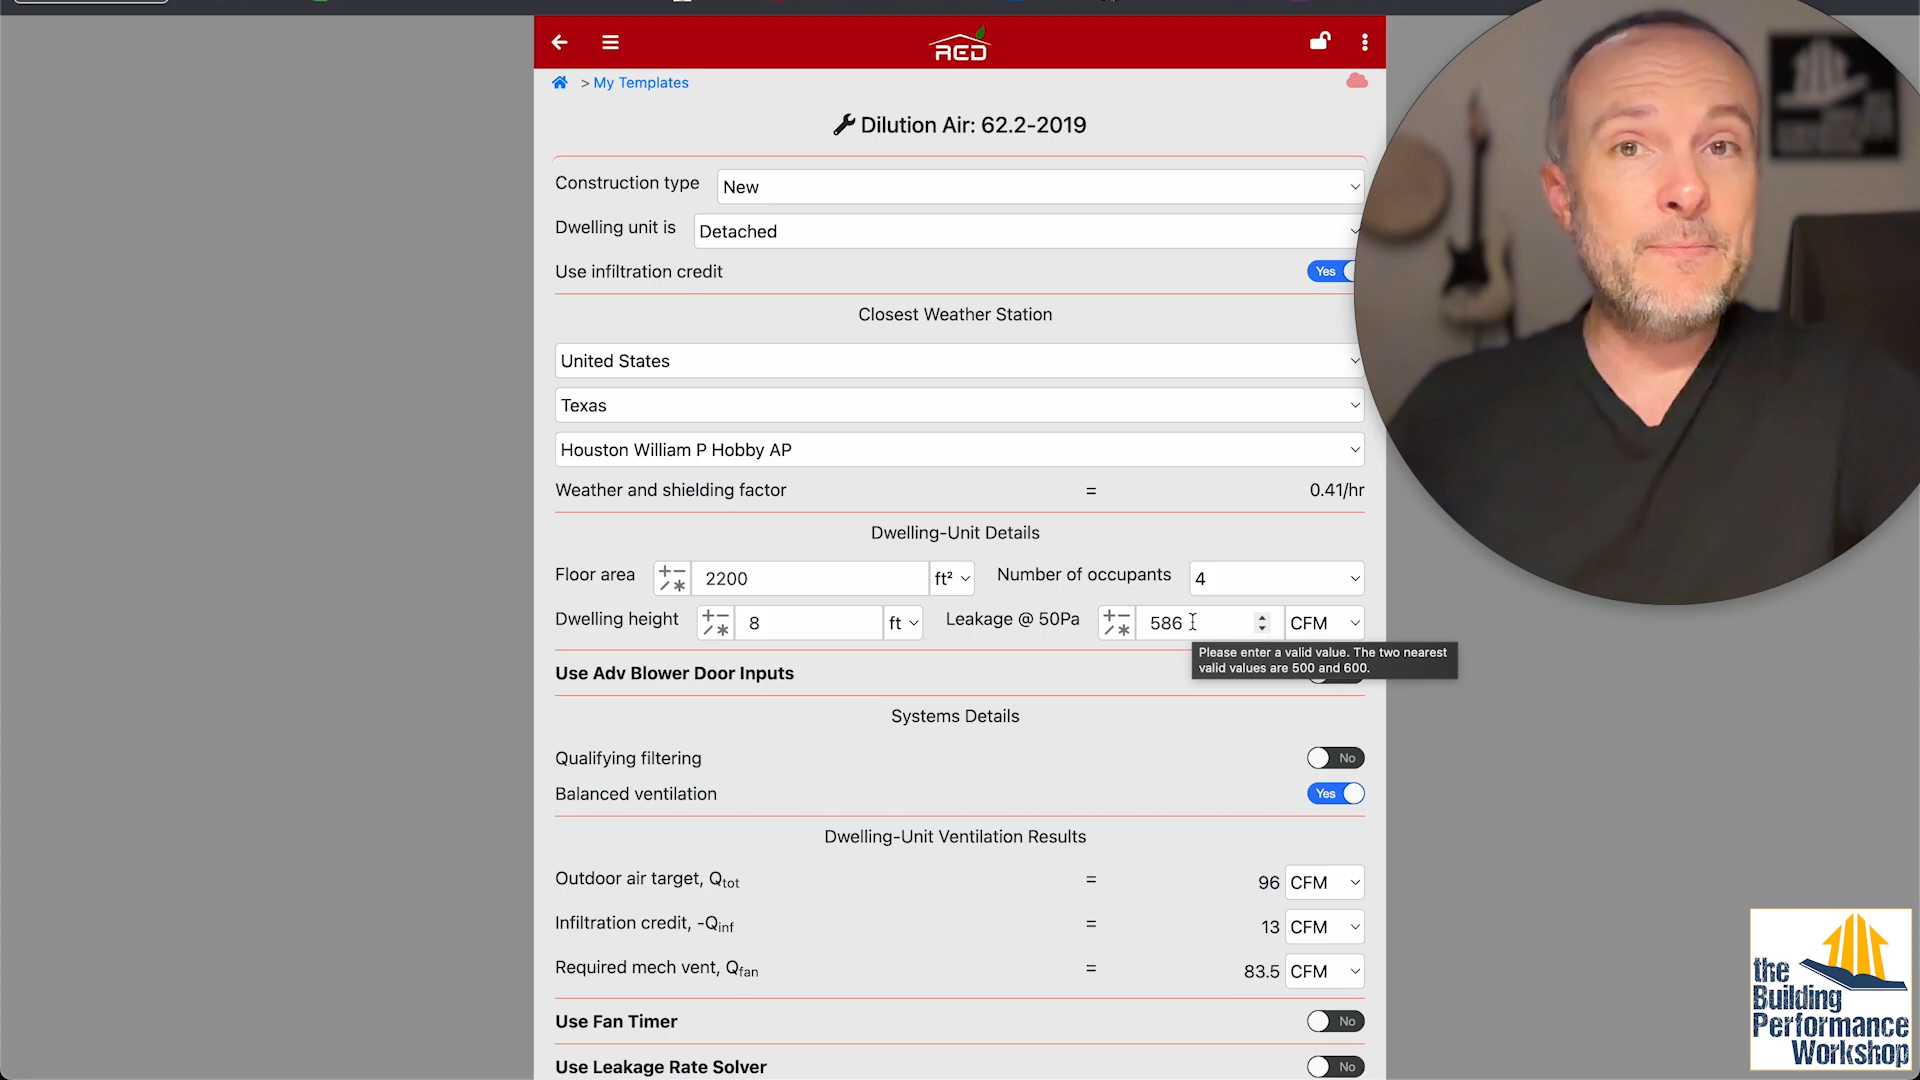 RED
> My Templates
Dilution Air: 62.2-2019
Construction type New
Dwelling unit is Detached
Use infiltration credit Yes
Closest Weather Station
United States
Texas
Houston William P Hobby AP
Weather and shielding factor = 0.41/hr
Dwelling-Unit Details
Floor area 2200 ft² Number of occupants 4
Dwelling height 8 ft Leakage @ 50Pa 586 CFM
Please enter a valid value. The two nearest
valid values are 500 and 600.
Use Adv Blower Door Inputs
Systems Details
Qualifying filtering No
Balanced ventilation Yes
Dwelling-Unit Ventilation Results
Outdoor air target, Qtot = 96 CFM
Infiltration credit, -Qinf = 13 CFM
Required mech vent, Qfan = 83.5 CFM
Use Fan Timer No
Use Leakage Rate Solver No
the
Building
Performance
Workshop